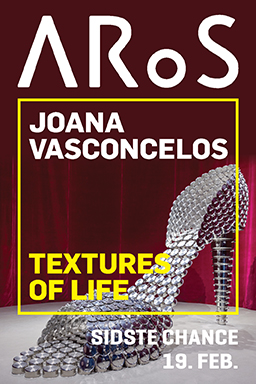 ARoS
JOANA
VASCONCELOS
TEXTURES
OF LIFE
SIDSTE CHANCE
19. FEB.